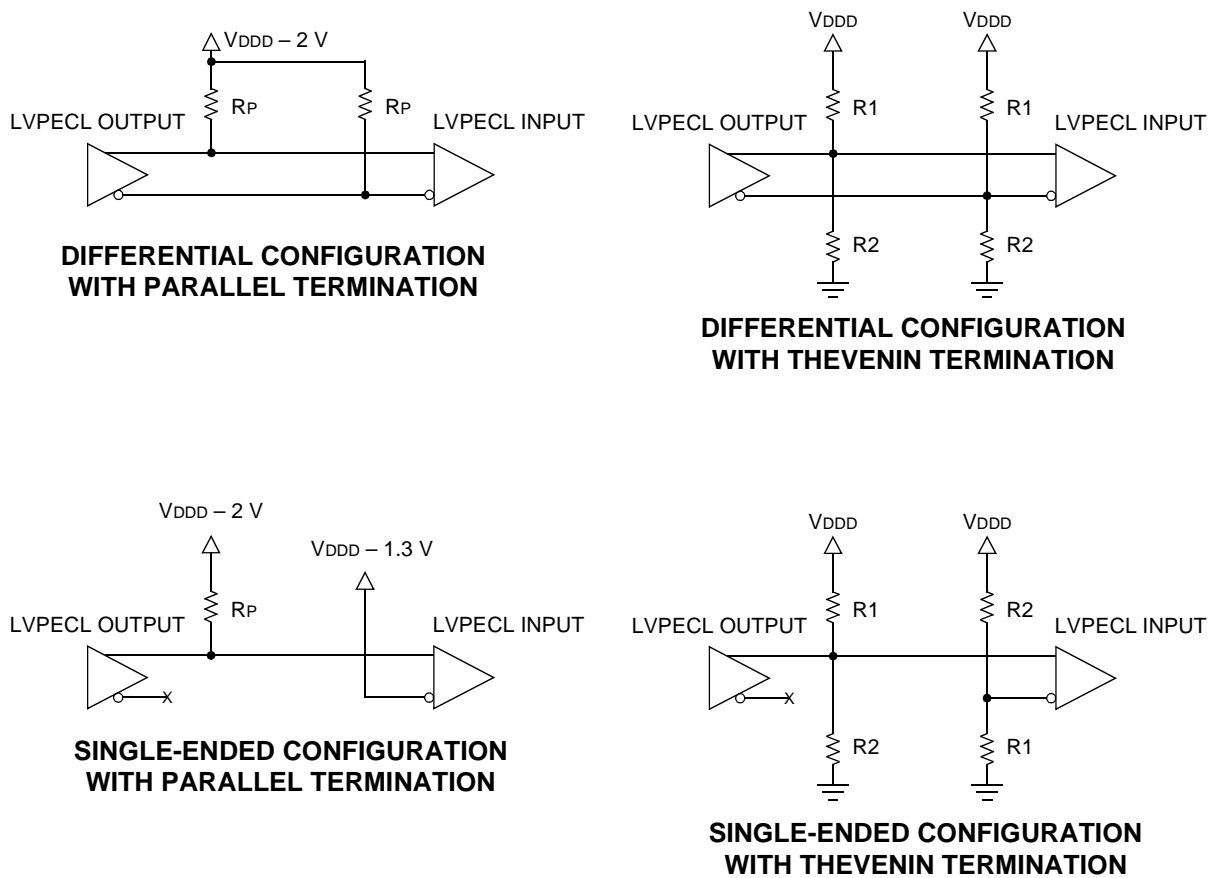 VDDD – 2 V
RP
RP
LVPECL OUTPUT
LVPECL INPUT
DIFFERENTIAL CONFIGURATION
WITH PARALLEL TERMINATION
VDDD
VDDD
R1
R1
LVPECL OUTPUT
LVPECL INPUT
R2
R2
DIFFERENTIAL CONFIGURATION
WITH THEVENIN TERMINATION
VDDD – 2 V
VDDD – 1.3 V
RP
LVPECL OUTPUT
LVPECL INPUT
X
SINGLE-ENDED CONFIGURATION
WITH PARALLEL TERMINATION
VDDD
VDDD
R1
R2
LVPECL OUTPUT
LVPECL INPUT
X
R2
R1
SINGLE-ENDED CONFIGURATION
WITH THEVENIN TERMINATION